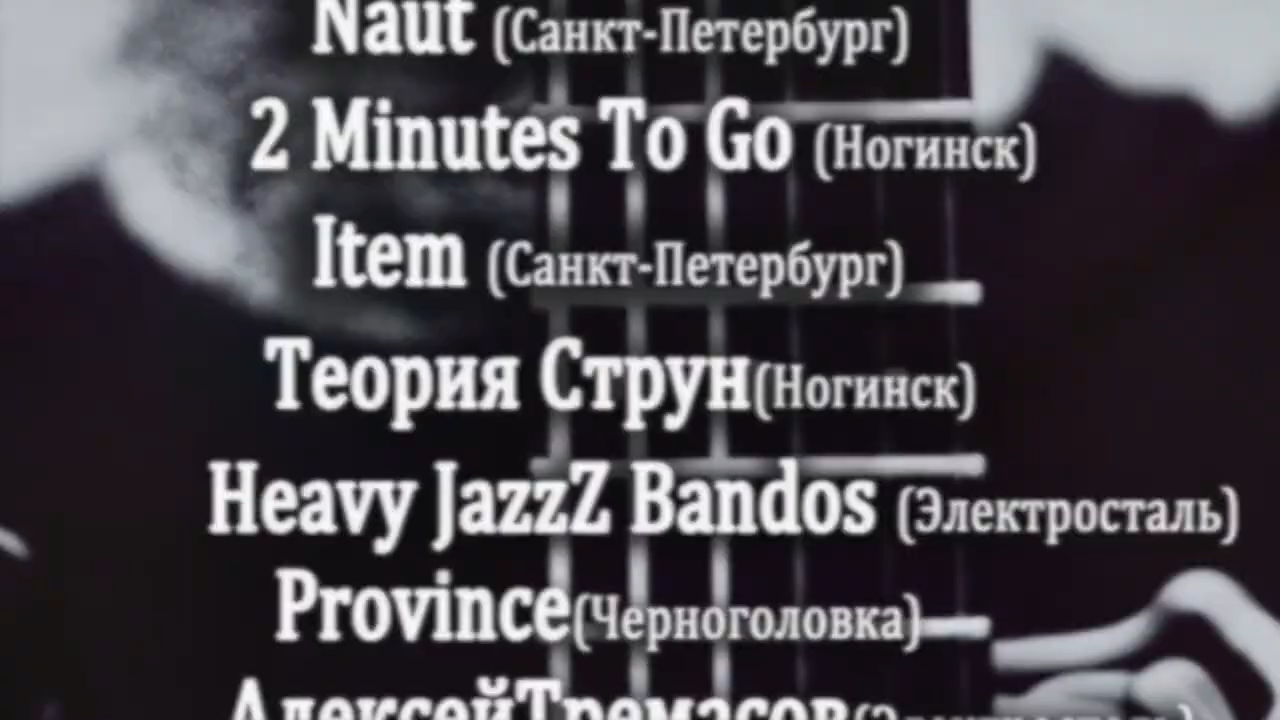 Naut (Санкт-Петербург)
2 Minutes To Go (Ногинск)
Item (Санкт-Петербург)
Теория Струн(Ногинск)
Heavy JazzZ Bandos (Электросталь)
Province(Черноголовка)
АлексейТремасов